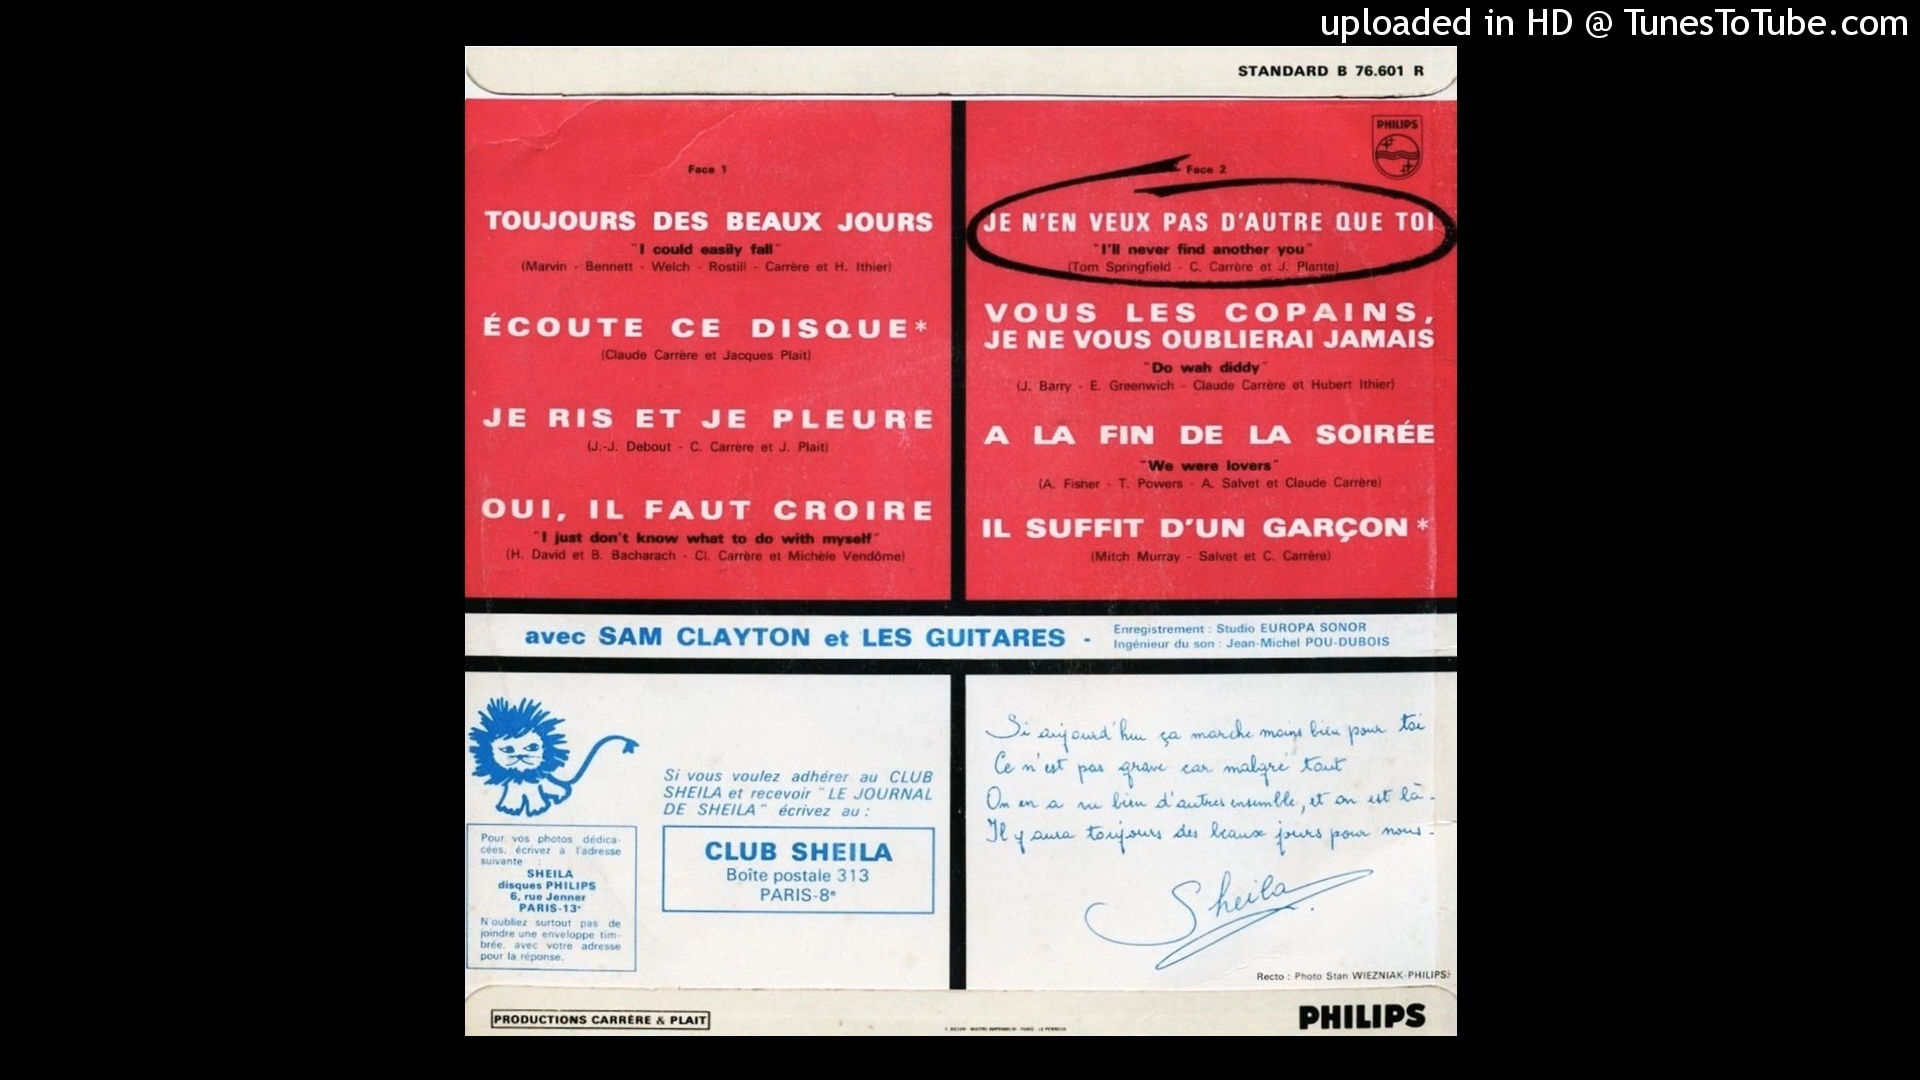 uploaded in HD @ TunesToTube.com
STANDARD B 76.601 R
PHILIPS
Face 1
TOUJOURS DES BEAUX JOURS
"I could easily fall"
(Marvin - Bennett - Welch - Rostill - Carrère et H. Ithier)
ÉCOUTE CE DISQUE*
(Claude Carrère et Jacques Plait)
JE RIS ET JE PLEURE
(J.-J. Debout - C. Carrère et J. Plait)
OUI, IL FAUT CROIRE
"I just don't know what to do with myself"
(H. David et B. Bacharach - Cl. Carrère et Michèle Vendôme)
Face 2
JE N'EN VEUX PAS D'AUTRE QUE TOI
"I'll never find another you"
(Tom Springfield - C. Carrère et J. Plante)
VOUS LES COPAINS,
JE NE VOUS OUBLIERAI JAMAIS
"Do wah diddy"
(J. Barry - E. Greenwich - Claude Carrère et Hubert Ithier)
A LA FIN DE LA SOIRÉE
"We were lovers"
(A. Fisher - T. Powers - A. Salvet et Claude Carrère)
IL SUFFIT D'UN GARÇON*
(Mitch Murray - Salvet et C. Carrère)
avec SAM CLAYTON et LES GUITARES -
Enregistrement : Studio EUROPA SONOR
Ingénieur du son : Jean-Michel POU-DUBOIS
Si vous voulez adhérer au CLUB
SHEILA et recevoir "LE JOURNAL
DE SHEILA" écrivez au :
CLUB SHEILA
Boîte postale 313
PARIS-8e
Pour vos photos dédica-
cées, écrivez à l'adresse
suivante :
SHEILA
disques PHILIPS
6, rue Jenner
PARIS-13e
N'oubliez surtout pas de
joindre une enveloppe tim-
brée, avec votre adresse
pour la réponse.
Si aujourd'hui ça marche moins bien pour toi
Ce n'est pas grave car malgré tout
On en a vu bien d'autres ensemble, et on est là.
Il y aura toujours des beaux jours pour nous.
Sheila
Recto : Photo Stan WIEZNIAK-PHILIPS
PRODUCTIONS CARRÈRE & PLAIT
PHILIPS